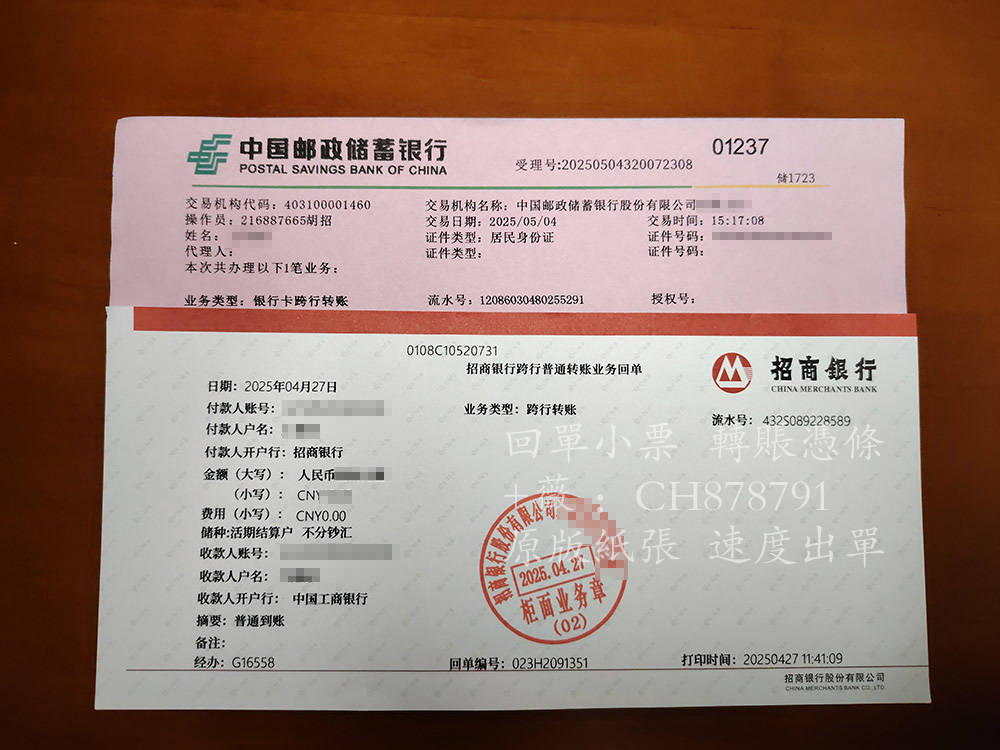 中国邮政储蓄银行
POSTAL SAVINGS BANK OF CHINA
受理号:20250504320072308
01237
储1723
交易机构代码：403100001460
交易机构名称：中国邮政储蓄银行股份有限公司
操作员：216887665胡招
交易日期：2025/05/04
交易时间：15:17:08
姓名：
证件类型：居民身份证
证件号码：
代理人：
证件类型：
证件号码：
本次共办理以下1笔业务：
业务类型：银行卡跨行转账
流水号：12086030480255291
授权号：
0108C10520731
招商银行跨行普通转账业务回单
招商银行
CHINA MERCHANTS BANK
日期：2025年04月27日
付款人账号：
业务类型：跨行转账
流水号：432S089228589
付款人户名：
付款人开户行：招商银行
金额（大写）：人民币
（小写）：CNY
费用（小写）：CNY0.00
储种:活期结算户 不分钞汇
收款人账号：
收款人户名：
收款人开户行：中国工商银行
摘要：普通到账
备注：
经办：G16558
回单编号：023H2091351
打印时间：20250427 11:41:09
招商银行股份有限公司
CHINA MERCHANTS BANK CO.,LTD.
招商银行股份有限公司
2025.04.27
柜面业务章
(02)
回單小票 轉賬憑條
+薇：CH878791
原版紙張 速度出單